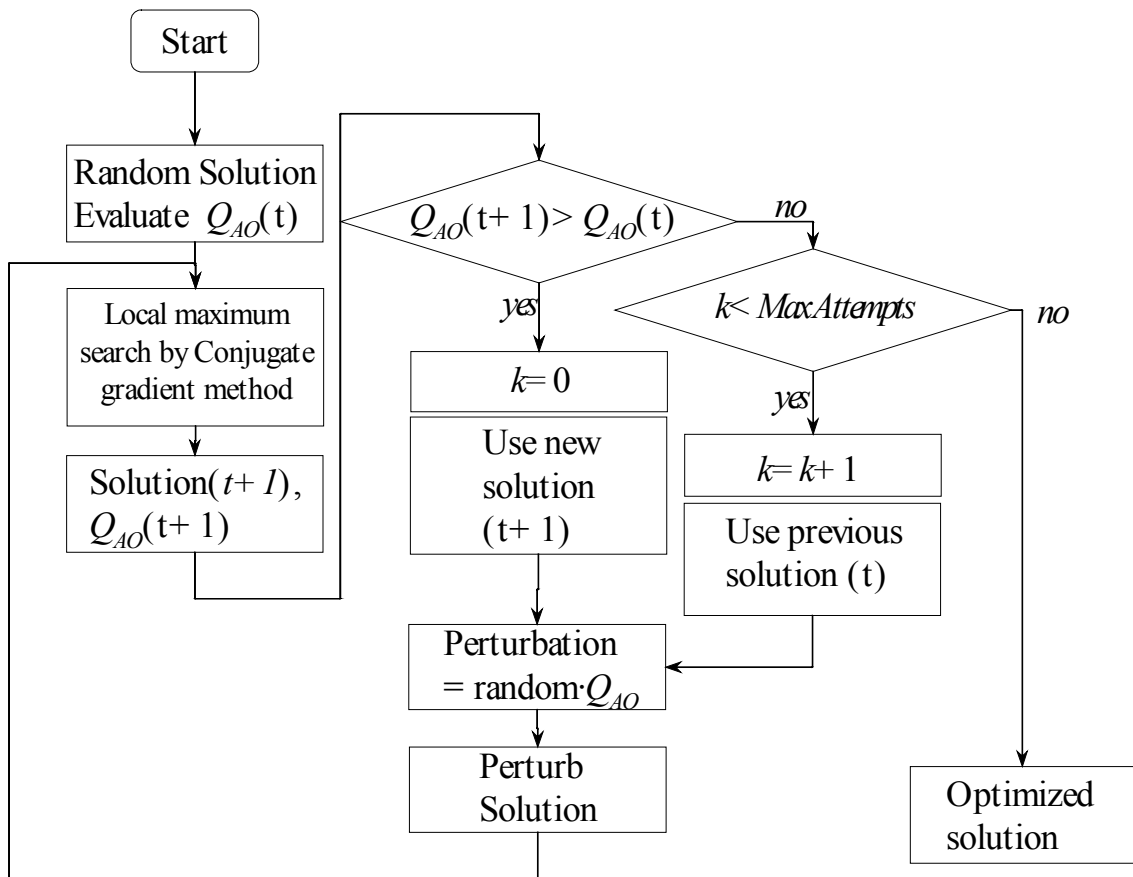 Start
Random Solution
Evaluate Q_AO(t)
Local maximum
search by Conjugate
gradient method
Solution(t+1),
Q_AO(t+1)
Q_AO(t+1)> Q_AO(t)
no
yes
k< MaxAttempts
no
yes
k=0
Use new
solution
(t+1)
k=k+1
Use previous
solution (t)
Perturbation
= random·Q_AO
Perturb
Solution
Optimized
solution